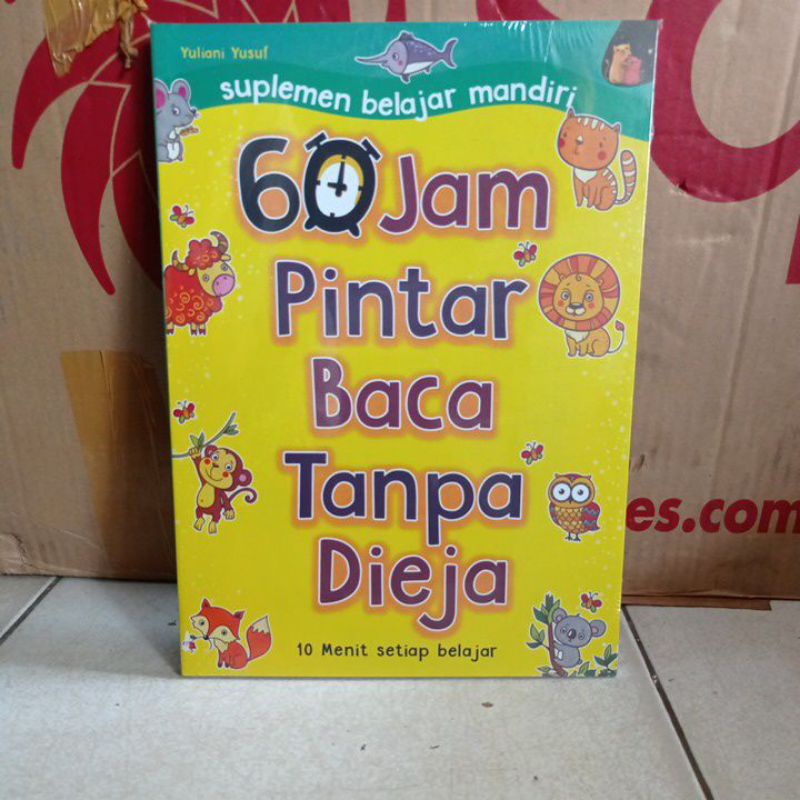 Yuliani Yusuf
suplemen belajar mandiri
60 Jam
Pintar
Baca
Tanpa
Dieja
10 Menit setiap belajar
es.com